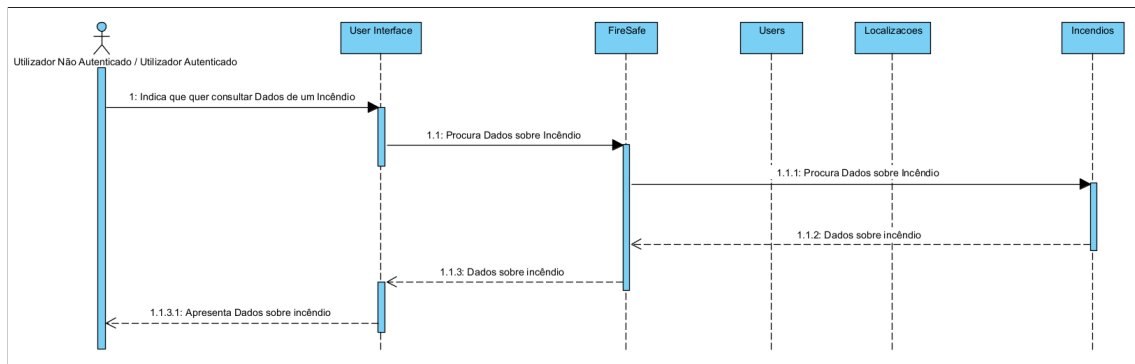 User Interface
FireSafe
Users
Localizacoes
Incendios
Utilizador Não Autenticado / Utilizador Autenticado
1: Indica que quer consultar Dados de um Incêndio
1.1: Procura Dados sobre Incêndio
1.1.1: Procura Dados sobre Incêndio
1.1.2: Dados sobre incêndio
1.1.3: Dados sobre incêndio
1.1.3.1: Apresenta Dados sobre incêndio